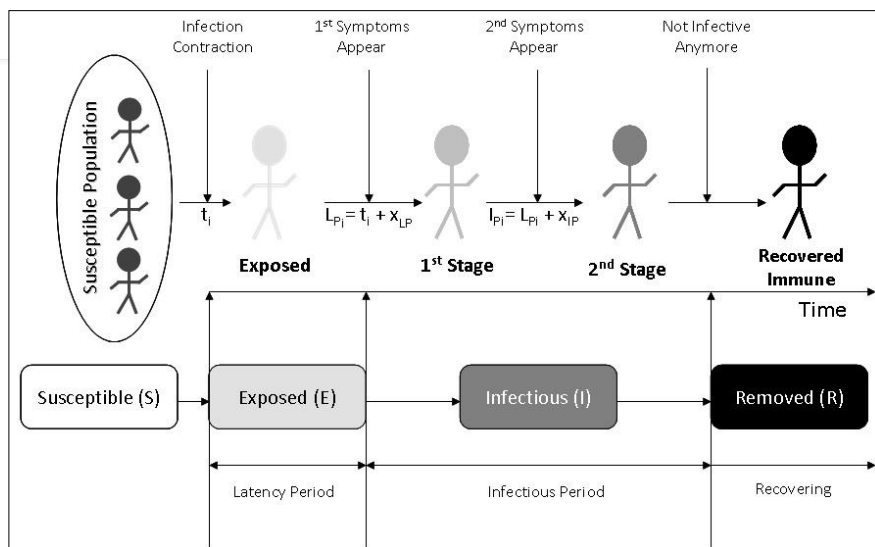 Infection
Contraction
1st Symptoms
Appear
2nd Symptoms
Appear
Not Infective
Anymore
Susceptible Population
ti
LPi = ti + xLP
IPi = LPi + xIP
Exposed
1st Stage
2nd Stage
Recovered
Immune
Time
Susceptible (S)
Exposed (E)
Infectious (I)
Removed (R)
Latency Period
Infectious Period
Recovering